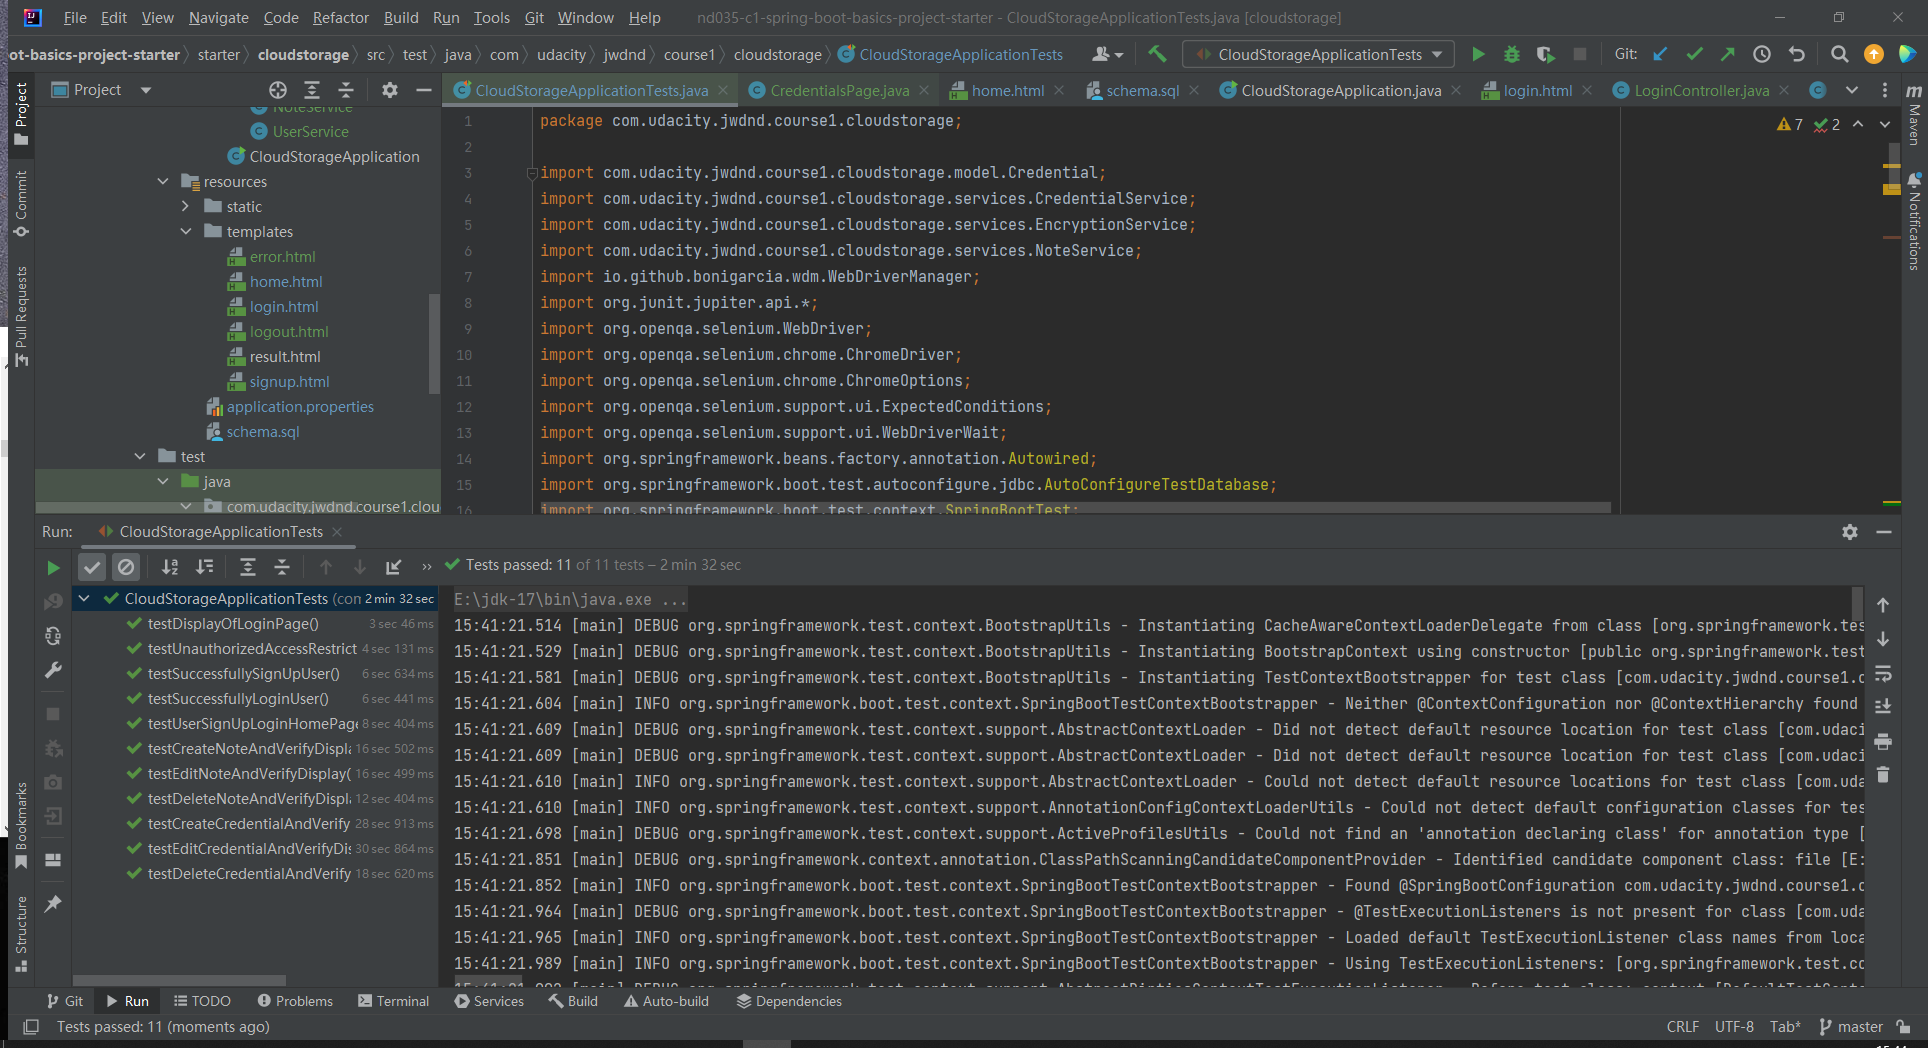 File Edit View Navigate Code Refactor Build Run Tools Git Window Help nd035-c1-spring-boot-basics-project-starter - CloudStorageApplicationTests.java [cloudstorage]
ot-basics-project-starter starter cloudstorage src test java com udacity jwdnd course1 cloudstorage CloudStorageApplicationTests CloudStorageApplicationTests Git:
Project CloudStorageApplicationTests.java CredentialsPage.java home.html schema.sql CloudStorageApplication.java login.html LoginController.java
Project
Commit
Pull Requests
Bookmarks
Structure
Maven
Notifications
NoteService
UserService
CloudStorageApplication
resources
static
templates
error.html
home.html
login.html
logout.html
result.html
signup.html
application.properties
schema.sql
test
java
com.udacity.jwdnd.course1.clou
7 2
1 package com.udacity.jwdnd.course1.cloudstorage;
2
3 import com.udacity.jwdnd.course1.cloudstorage.model.Credential;
4 import com.udacity.jwdnd.course1.cloudstorage.services.CredentialService;
5 import com.udacity.jwdnd.course1.cloudstorage.services.EncryptionService;
6 import com.udacity.jwdnd.course1.cloudstorage.services.NoteService;
7 import io.github.bonigarcia.wdm.WebDriverManager;
8 import org.junit.jupiter.api.*;
9 import org.openqa.selenium.WebDriver;
10 import org.openqa.selenium.chrome.ChromeDriver;
11 import org.openqa.selenium.chrome.ChromeOptions;
12 import org.openqa.selenium.support.ui.ExpectedConditions;
13 import org.openqa.selenium.support.ui.WebDriverWait;
14 import org.springframework.beans.factory.annotation.Autowired;
15 import org.springframework.boot.test.autoconfigure.jdbc.AutoConfigureTestDatabase;
16 import org.springframework.boot.test.context.SpringBootTest;
Run: CloudStorageApplicationTests
Tests passed: 11 of 11 tests – 2 min 32 sec
CloudStorageApplicationTests (com 2 min 32 sec
testDisplayOfLoginPage() 3 sec 46 ms
testUnauthorizedAccessRestrict 4 sec 131 ms
testSuccessfullySignUpUser() 6 sec 634 ms
testSuccessfullyLoginUser() 6 sec 441 ms
testUserSignUpLoginHomePage 8 sec 404 ms
testCreateNoteAndVerifyDispla 16 sec 502 ms
testEditNoteAndVerifyDisplay( 16 sec 499 ms
testDeleteNoteAndVerifyDispla 12 sec 404 ms
testCreateCredentialAndVerify 28 sec 913 ms
testEditCredentialAndVerifyDis 30 sec 864 ms
testDeleteCredentialAndVerify 18 sec 620 ms
E:\jdk-17\bin\java.exe ...
15:41:21.514 [main] DEBUG org.springframework.test.context.BootstrapUtils - Instantiating CacheAwareContextLoaderDelegate from class [org.springframework.tes
15:41:21.529 [main] DEBUG org.springframework.test.context.BootstrapUtils - Instantiating BootstrapContext using constructor [public org.springframework.test
15:41:21.581 [main] DEBUG org.springframework.test.context.BootstrapUtils - Instantiating TestContextBootstrapper for test class [com.udacity.jwdnd.course1.c
15:41:21.604 [main] INFO org.springframework.boot.test.context.SpringBootTestContextBootstrapper - Neither @ContextConfiguration nor @ContextHierarchy found
15:41:21.609 [main] DEBUG org.springframework.test.context.support.AbstractContextLoader - Did not detect default resource location for test class [com.udaci
15:41:21.609 [main] DEBUG org.springframework.test.context.support.AbstractContextLoader - Did not detect default resource location for test class [com.udaci
15:41:21.610 [main] INFO org.springframework.test.context.support.AbstractContextLoader - Could not detect default resource locations for test class [com.uda
15:41:21.610 [main] INFO org.springframework.test.context.support.AnnotationConfigContextLoaderUtils - Could not detect default configuration classes for tes
15:41:21.698 [main] DEBUG org.springframework.test.context.support.ActiveProfilesUtils - Could not find an 'annotation declaring class' for annotation type [
15:41:21.851 [main] DEBUG org.springframework.context.annotation.ClassPathScanningCandidateComponentProvider - Identified candidate component class: file [E:
15:41:21.852 [main] INFO org.springframework.boot.test.context.SpringBootTestContextBootstrapper - Found @SpringBootConfiguration com.udacity.jwdnd.course1.c
15:41:21.964 [main] DEBUG org.springframework.boot.test.context.SpringBootTestContextBootstrapper - @TestExecutionListeners is not present for class [com.uda
15:41:21.965 [main] INFO org.springframework.boot.test.context.SpringBootTestContextBootstrapper - Loaded default TestExecutionListener class names from loca
15:41:21.989 [main] INFO org.springframework.boot.test.context.SpringBootTestContextBootstrapper - Using TestExecutionListeners: [org.springframework.test.co
Git Run TODO Problems Terminal Services Build Auto-build Dependencies
Tests passed: 11 (moments ago) CRLF UTF-8 Tab* master